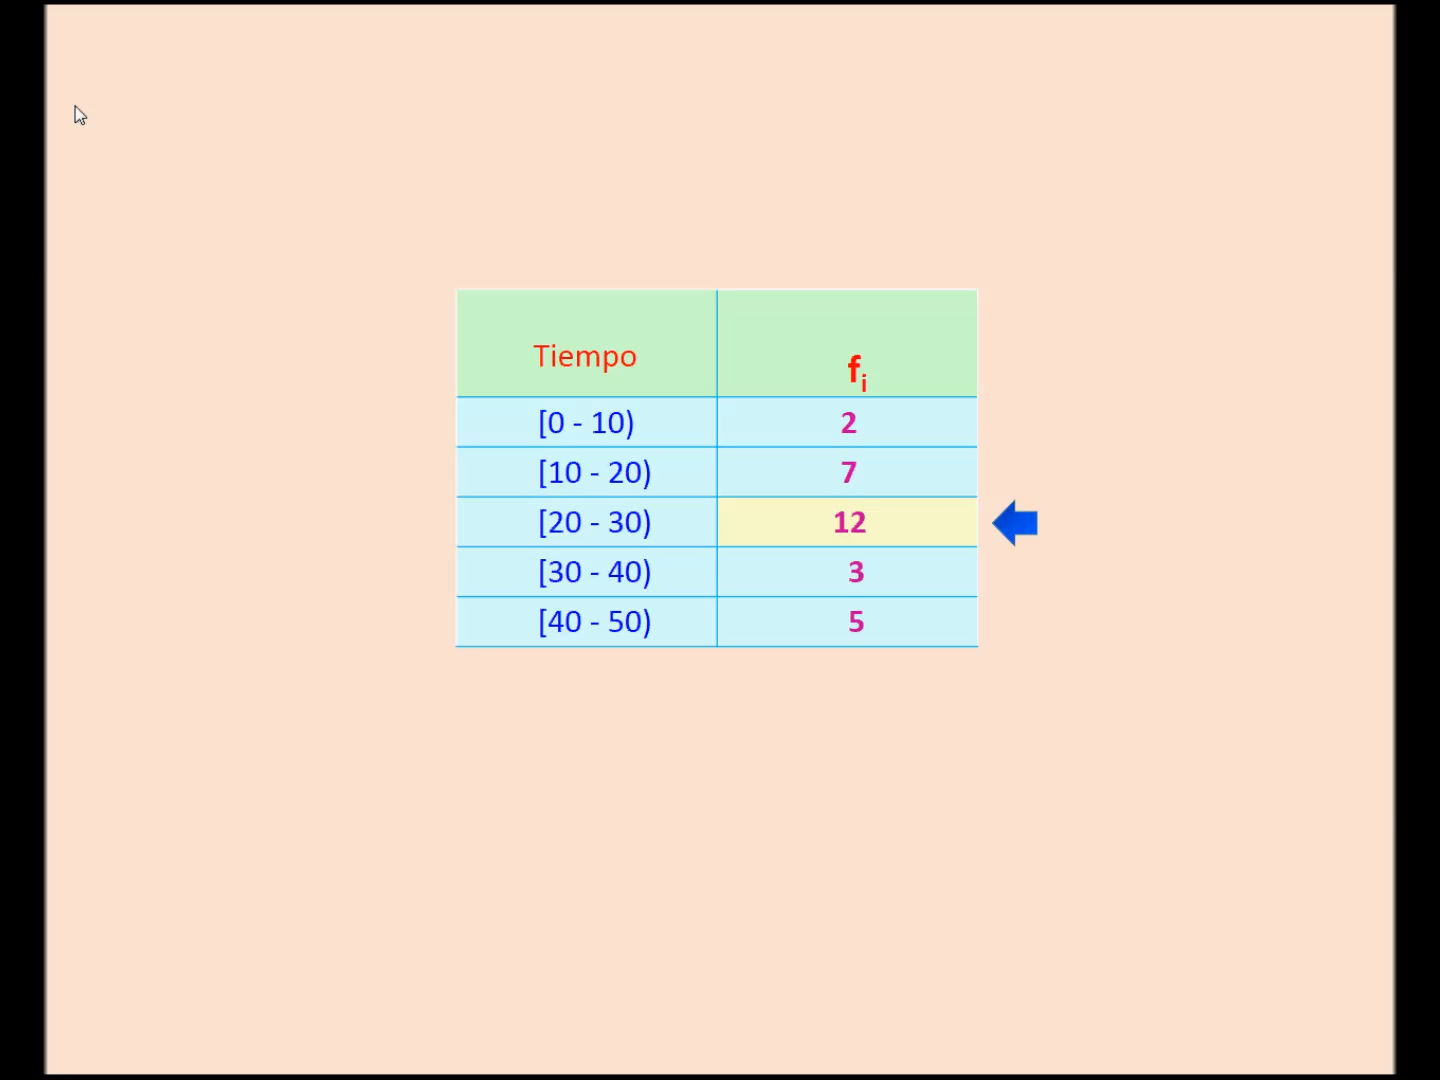 Tiempo fi
[0 - 10) 2
[10 - 20) 7
[20 - 30) 12
[30 - 40) 3
[40 - 50) 5